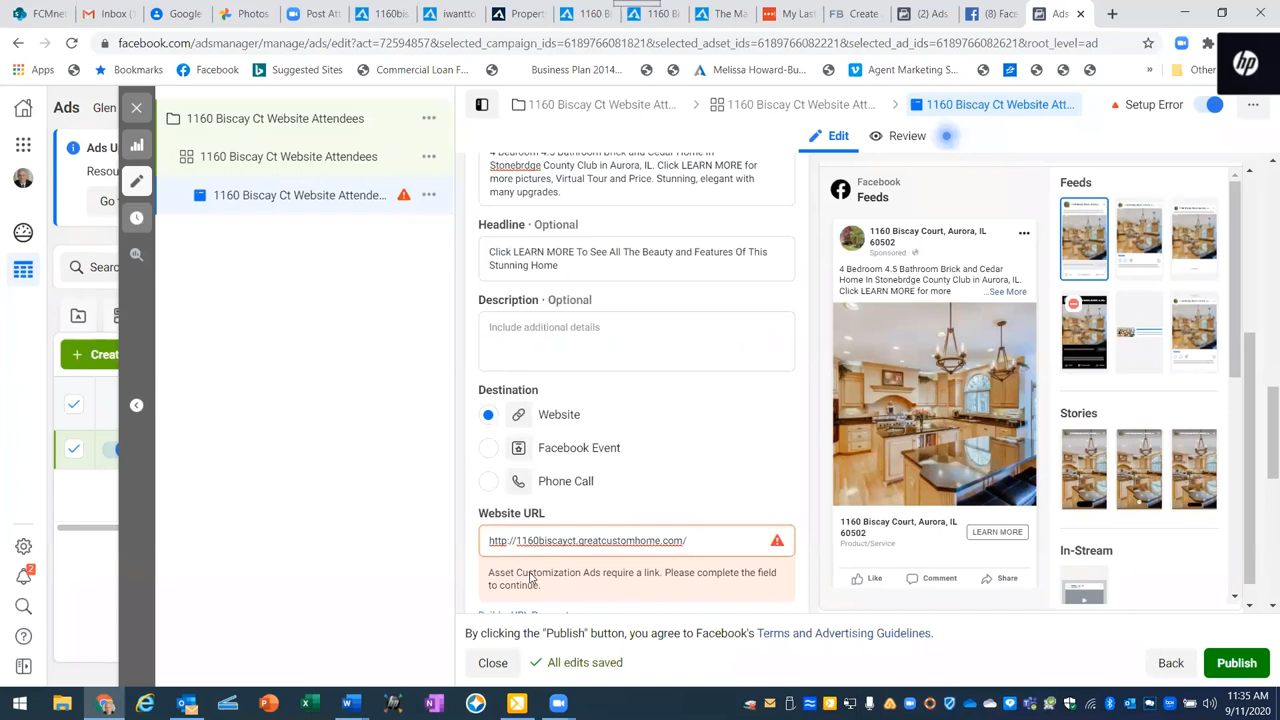 FCMnet
Facebook
Inbox (1
Google
Post Att
1160bi
iwantto
Propert
1160 B
1160 Bi
The Ma
My Last
FB
Create
(2) Ads
(8) Face
Ads
facebook.com/adsmanager/manage/ads/edit?act=72594857&selected_campaign_ids=6189766081821&selected_adset_ids=6189766082221&selected_ad_ids=6189766082621&root_level=ad
Apps
Bookmarks
Facebook
Suggested Sites
Commercial Loan F...
Business Plan 2014...
Melissa Howard-Bu...
Agent Marketing S...
»
Other
hp
Ads Glen
Ads U
Resou
Go t
Searc
+ Creat
2
1160 Biscay Ct Website Attendees
1160 Biscay Ct Website Attendees
1160 Biscay Ct Website Attende...
1160 Biscay Ct Website Att... > 1160 Biscay Ct Website Att... > 1160 Biscay Ct Website Att...
Setup Error
Edit
Review
4 Bedroom 4.5 Bathroom Brick and Cedar Home In
Stonebrdge County Club in Aurora, IL. Click LEARN MORE for
more pictures, Virtual Tour and Price. Stunning, elegant with
many upgrades.
Headline · Optional
Click LEARN MORE To See All The Beauty and Features Of This
Stunning Home
Description · Optional
Include additional details
Destination
Website
Facebook Event
Phone Call
Website URL
http://1160biscayct.greatcustomhome.com/
Asset Customization Ads require a link. Please complete the field
to continue.
Facebook
Feeds
1160 Biscay Court, Aurora, IL
60502
Sponsored ·
4 Bedroom 4.5 Bathroom Brick and Cedar
Home In Stonebrdge County Club in Aurora, IL.
Click LEARN MORE for more ...See More
1160 Biscay Court, Aurora, IL
60502
Product/Service
LEARN MORE
Like
Comment
Share
Feeds
Stories
In-Stream
By clicking the "Publish" button, you agree to Facebook's Terms and Advertising Guidelines.
Close
All edits saved
Back
Publish
11:35 AM
9/11/2020